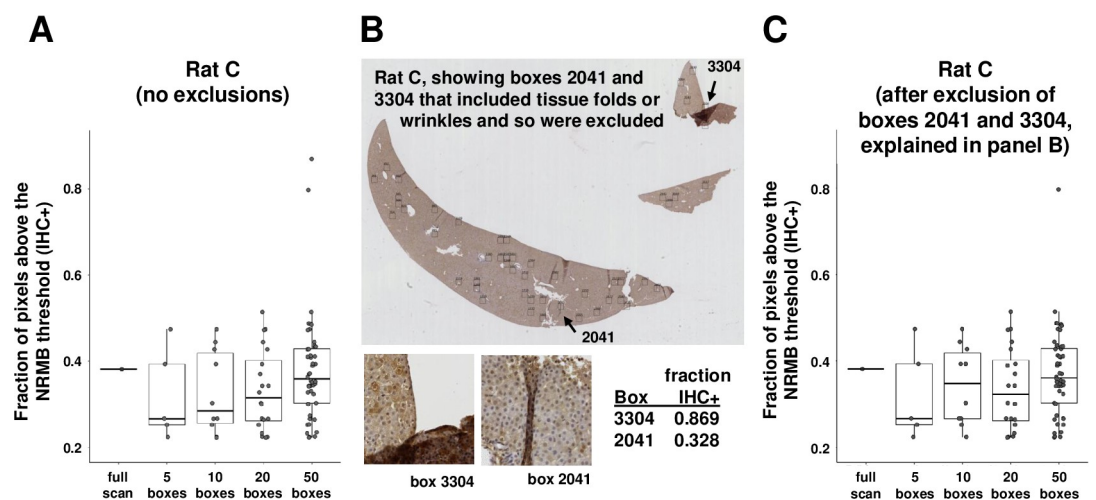 A
Rat C
(no exclusions)
Fraction of pixels above the
NRMB threshold (IHC+)
0.8
0.6
0.4
0.2
full
scan
5
boxes
10
boxes
20
boxes
50
boxes
B
Rat C, showing boxes 2041 and
3304 that included tissue folds or
wrinkles and so were excluded
3304
2041
box 3304
box 2041
fraction
Box IHC+
3304 0.869
2041 0.328
C
Rat C
(after exclusion of
boxes 2041 and 3304,
explained in panel B)
Fraction of pixels above the
NRMB threshold (IHC+)
0.8
0.6
0.4
0.2
full
scan
5
boxes
10
boxes
20
boxes
50
boxes